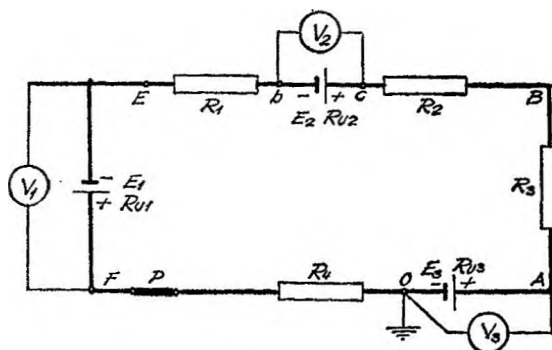 V2
E R1 b - + c R2 B
E2 RU2
V1 - E1
+ RU1
R3
F P R4 O E3 - RU3 + A
V3